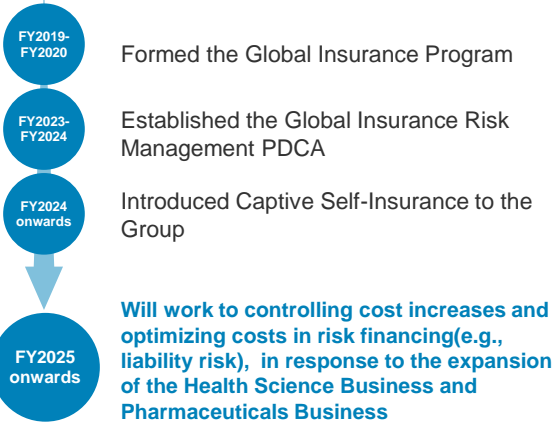 FY2019-
FY2020
Formed the Global Insurance Program
FY2023-
FY2024
Established the Global Insurance Risk
Management PDCA
FY2024
onwards
Introduced Captive Self-Insurance to the
Group
FY2025
onwards
Will work to controlling cost increases and
optimizing costs in risk financing(e.g.,
liability risk), in response to the expansion
of the Health Science Business and
Pharmaceuticals Business